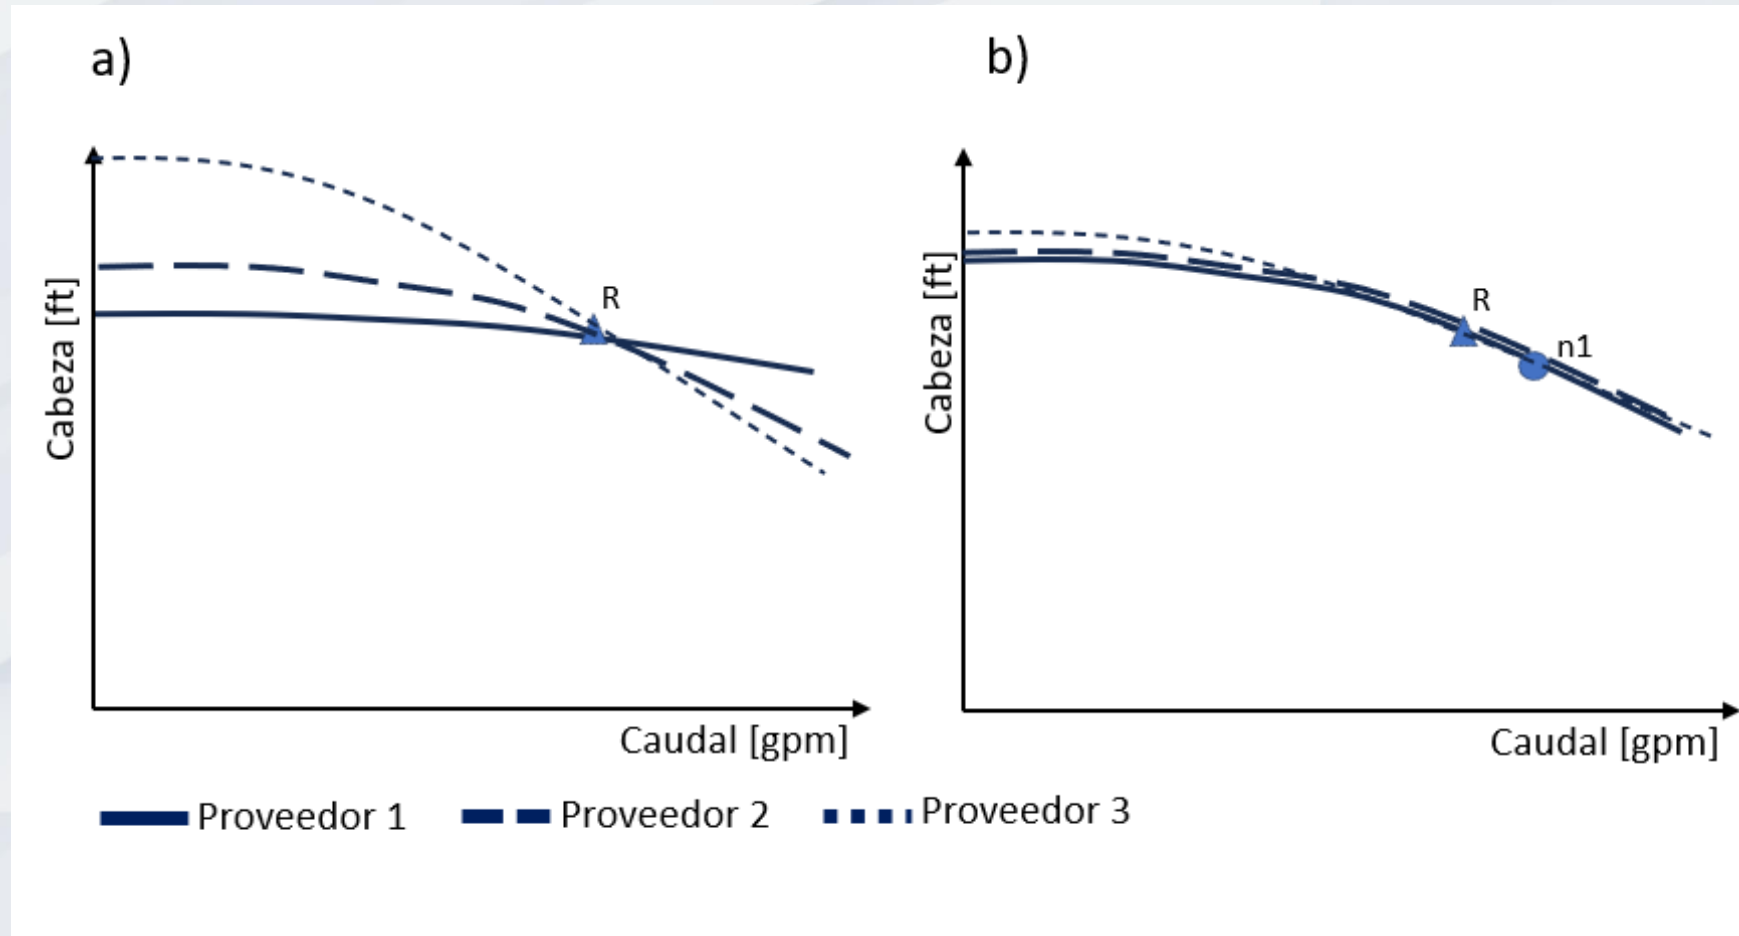 a)
R
Cabeza [ft]
Caudal [gpm]
b)
R
n1
Cabeza [ft]
Caudal [gpm]
Proveedor 1
Proveedor 2
Proveedor 3